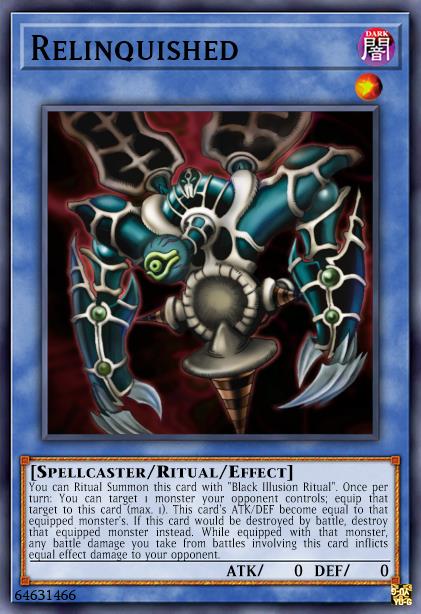 RELINQUISHED
DARK
闇
[SPELLCASTER/RITUAL/EFFECT]
You can Ritual Summon this card with "Black Illusion Ritual". Once per
turn: You can target 1 monster your opponent controls; equip that
target to this card (max. 1). This card's ATK/DEF become equal to that
equipped monster's. If this card would be destroyed by battle, destroy
that equipped monster instead. While equipped with that monster,
any battle damage you take from battles involving this card inflicts
equal effect damage to your opponent.
ATK/ 0 DEF/ 0
64631466